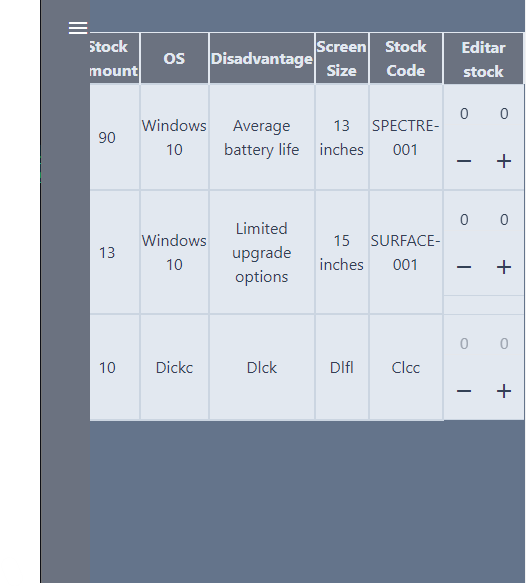 Stock mount OS Disadvantage Screen Size Stock Code Editar stock
90 Windows 10 Average battery life 13 inches SPECTRE-001 0 0
− +
13 Windows 10 Limited upgrade options 15 inches SURFACE-001 0 0
− +
10 Dickc Dlck Dlfl Clcc 0 0
− +